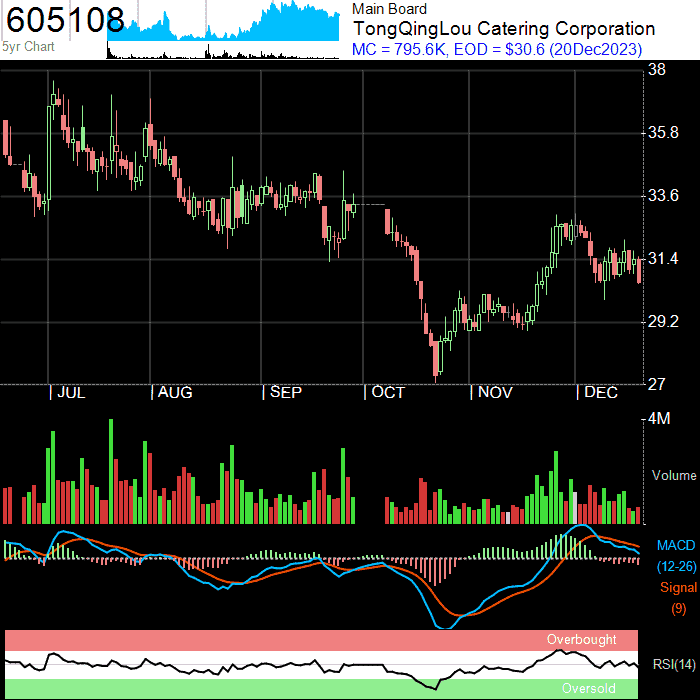 605108
5yr Chart
Main Board
TongQingLou Catering Corporation
MC = 795.6K, EOD = $30.6 (20Dec2023)
38
35.8
33.6
31.4
29.2
27
JUL
AUG
SEP
OCT
NOV
DEC
4M
Volume
MACD
(12-26)
Signal
(9)
Overbought
RSI(14)
Oversold